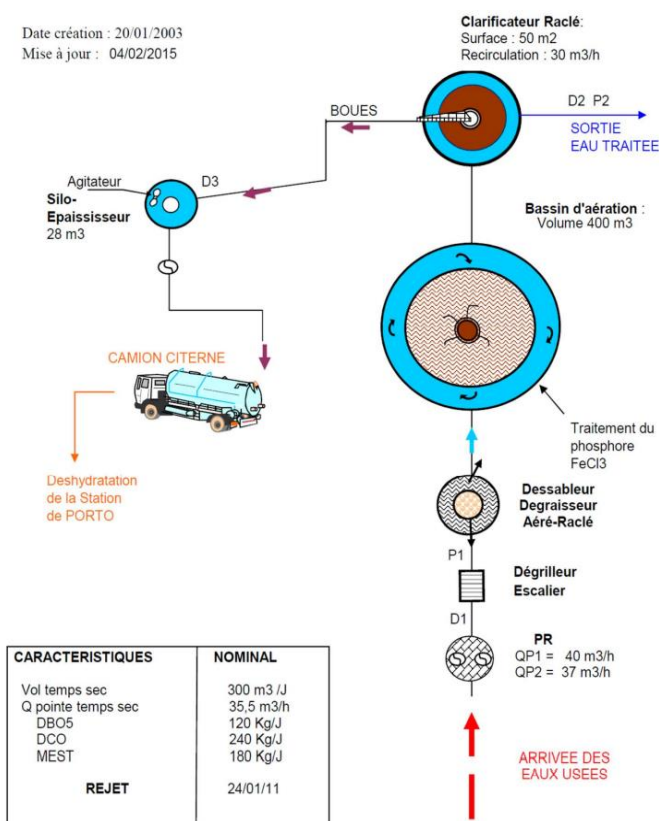 Date création : 20/01/2003
Mise à jour : 04/02/2015
Clarificateur Raclé:
Surface : 50 m2
Recirculation : 30 m3/h
BOUES
D2 P2
SORTIE
EAU TRAITEE
Agitateur
D3
Silo-
Epaississeur
28 m3
Bassin d'aération :
Volume 400 m3
CAMION CITERNE
Traitement du
phosphore
FeCl3
Deshydratation
de la Station
de PORTO
Dessableur
Degraisseur
Aéré-Raclé
P1
Dégrilleur
Escalier
D1
PR
QP1 = 40 m3/h
QP2 = 37 m3/h
CARACTERISTIQUES NOMINAL
Vol temps sec 300 m3 /J
Q pointe temps sec 35,5 m3/h
DBO5 120 Kg/J
DCO 240 Kg/J
MEST 180 Kg/J
REJET 24/01/11
ARRIVEE DES
EAUX USEES